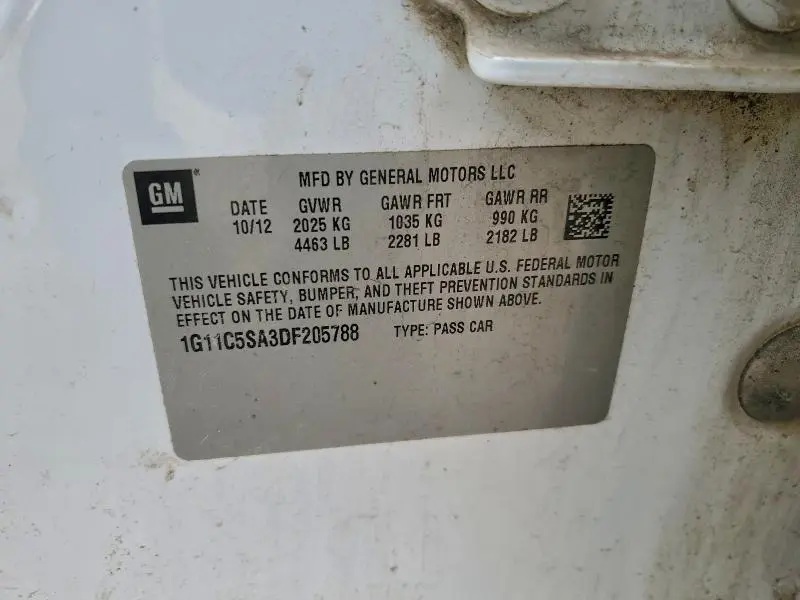 GM
MFD BY GENERAL MOTORS LLC
DATE GVWR GAWR FRT GAWR RR
10/12 2025 KG 1035 KG 990 KG
4463 LB 2281 LB 2182 LB
THIS VEHICLE CONFORMS TO ALL APPLICABLE U.S. FEDERAL MOTOR
VEHICLE SAFETY, BUMPER, AND THEFT PREVENTION STANDARDS IN
EFFECT ON THE DATE OF MANUFACTURE SHOWN ABOVE.
1G11C5SA3DF205788 TYPE: PASS CAR